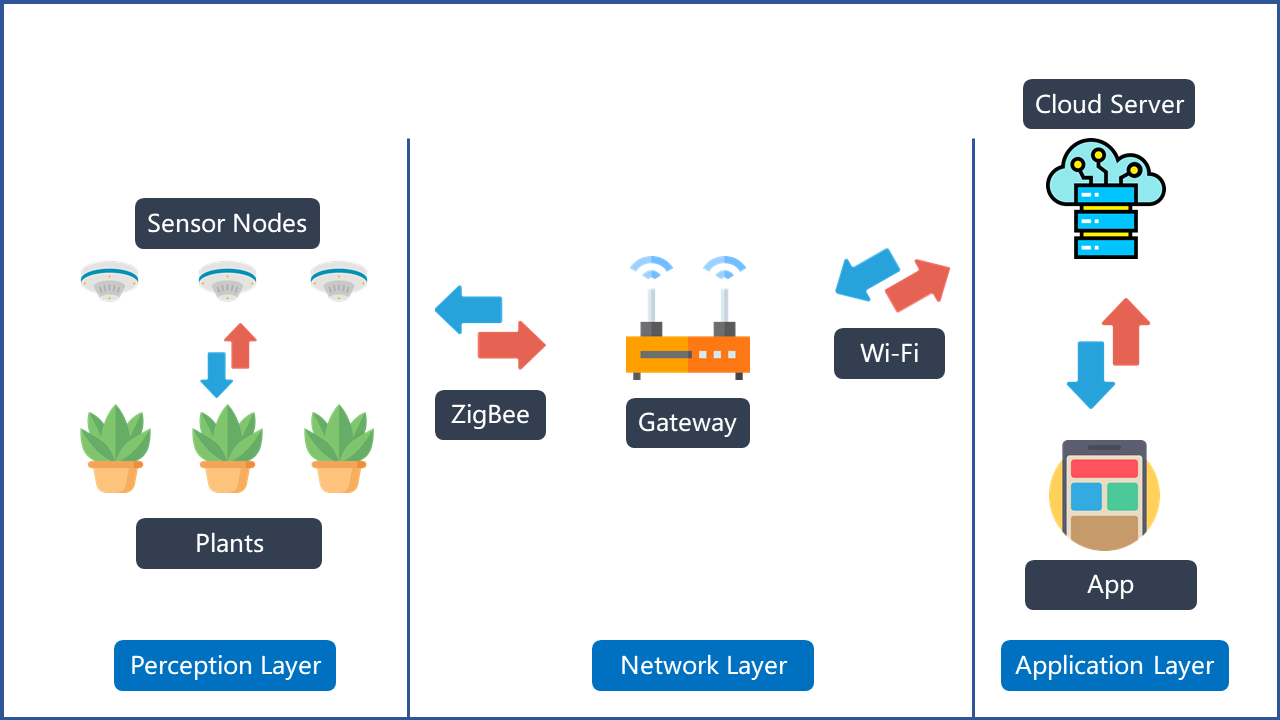 Cloud Server
Sensor Nodes
Wi-Fi
ZigBee
Gateway
Plants
App
Perception Layer
Network Layer
Application Layer